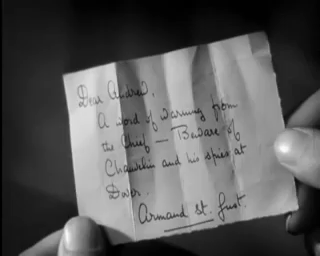 Dear Andrew,
A word of warning from
the Chief — Beware of
Chauvelin and his spies at
Dover.
Armand St. Just.